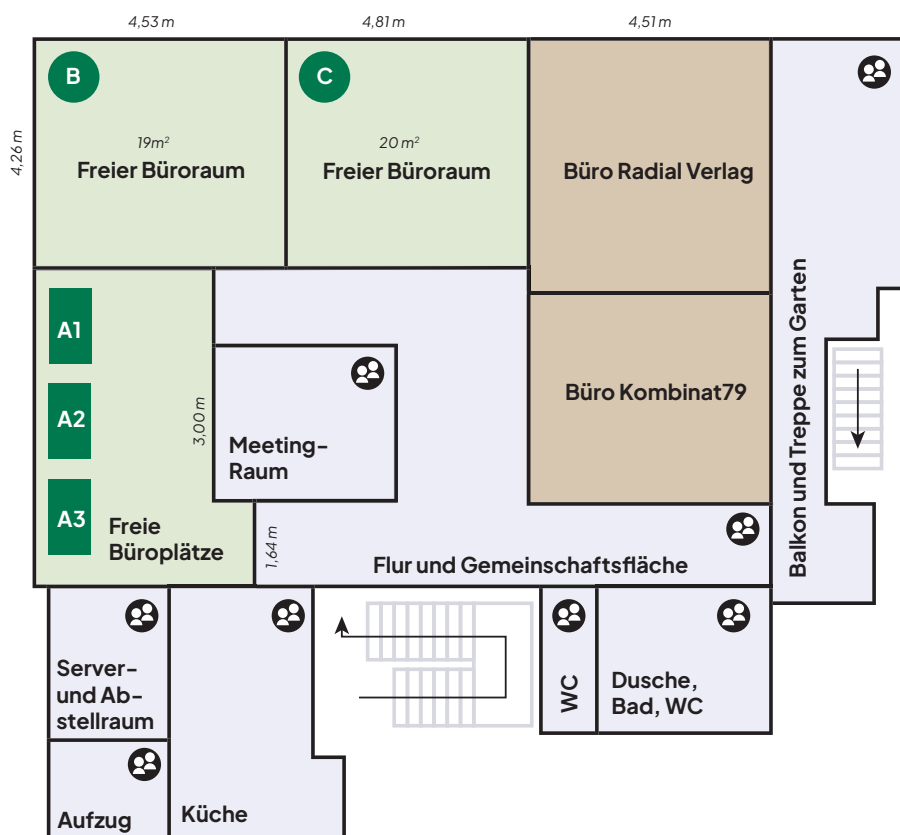 4,53 m
4,81 m
4,51 m
4,26 m
B
19m²
Freier Büroraum
C
20 m²
Freier Büroraum
Büro Radial Verlag
Balkon und Treppe zum Garten
A1
A2
A3
Freie
Büroplätze
3,00 m
Meeting-
Raum
Büro Kombinat79
1,64 m
Flur und Gemeinschaftsfläche
Server-
und Ab-
stellraum
Aufzug
Küche
WC
Dusche,
Bad, WC